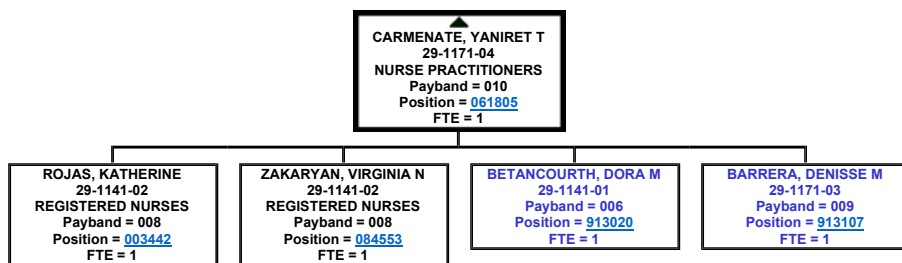 CARMENATE, YANIRET T
29-1171-04
NURSE PRACTITIONERS
Payband = 010
Position = 061805
FTE = 1
ROJAS, KATHERINE
29-1141-02
REGISTERED NURSES
Payband = 008
Position = 003442
FTE = 1
ZAKARYAN, VIRGINIA N
29-1141-02
REGISTERED NURSES
Payband = 008
Position = 084553
FTE = 1
BETANCOURTH, DORA M
29-1141-01
Payband = 006
Position = 913020
FTE = 1
BARRERA, DENISSE M
29-1171-03
Payband = 009
Position = 913107
FTE = 1